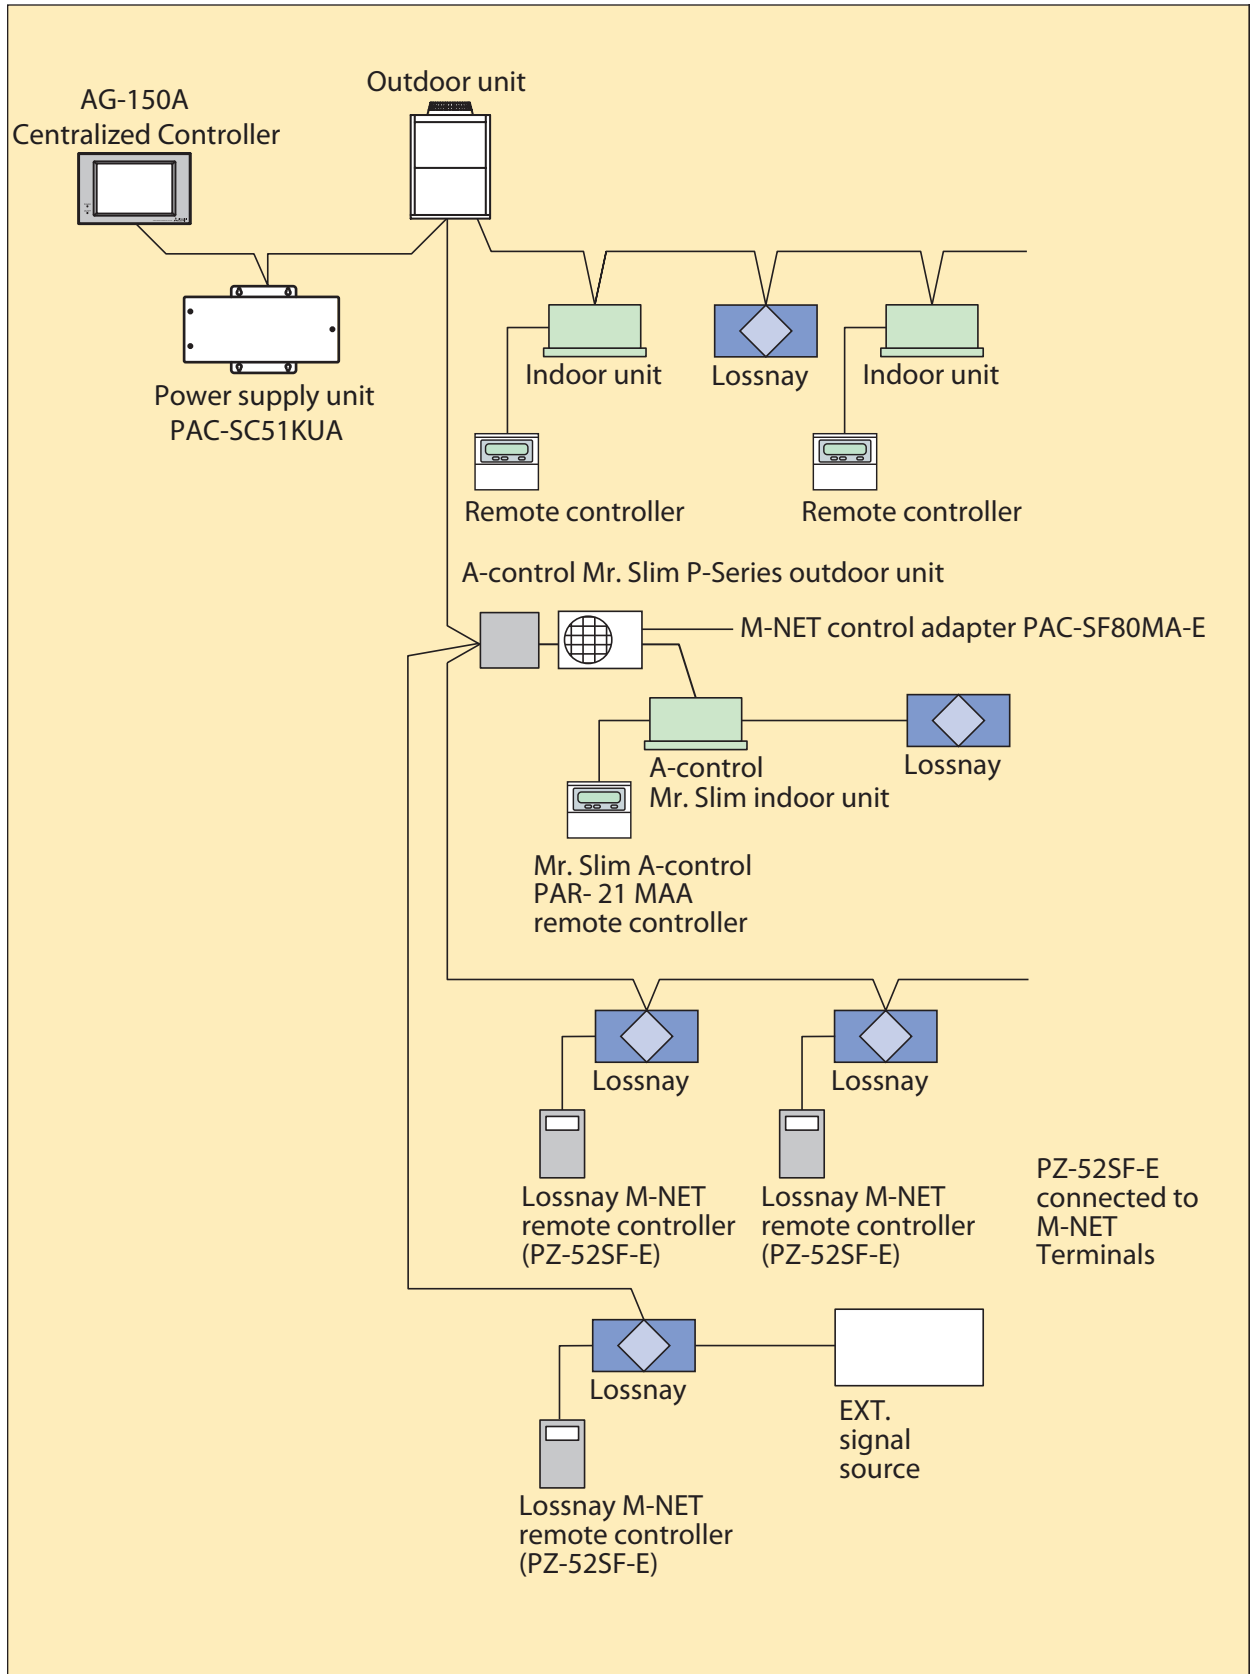 Outdoor unit
AG-150A
Centralized Controller
Power supply unit
PAC-SC51KUA
Indoor unit
Lossnay
Indoor unit
Remote controller
Remote controller
A-control Mr. Slim P-Series outdoor unit
M-NET control adapter PAC-SF80MA-E
A-control
Mr. Slim indoor unit
Lossnay
Mr. Slim A-control
PAR- 21 MAA
remote controller
Lossnay
Lossnay
Lossnay M-NET
remote controller
(PZ-52SF-E)
Lossnay M-NET
remote controller
(PZ-52SF-E)
PZ-52SF-E
connected to
M-NET
Terminals
Lossnay
EXT.
signal
source
Lossnay M-NET
remote controller
(PZ-52SF-E)